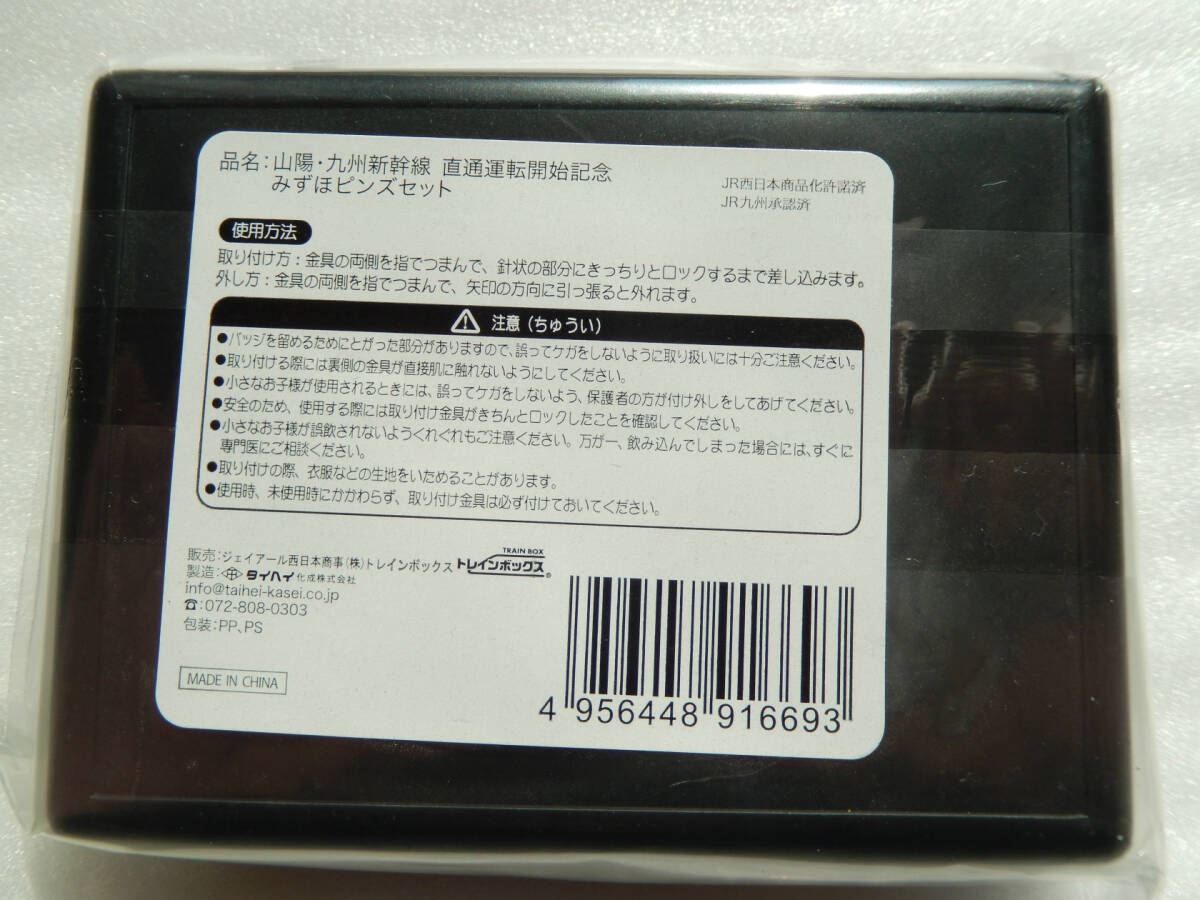 品名：山陽・九州新幹線 直通運転開始記念
みずほピンズセット
JR西日本商品化許諾済
JR九州承認済
使用方法
取り付け方：金具の両側を指でつまんで、針状の部分にきっちりとロックするまで差し込みます。
外し方：金具の両側を指でつまんで、矢印の方向に引っ張ると外れます。
注意（ちゅうい）
●バッジを留めるためにとがった部分がありますので、誤ってケガをしないように取り扱いには十分ご注意ください。
●取り付ける際には裏側の金具が直接肌に触れないようにしてください。
●小さなお子様が使用されるときには、誤ってケガをしないよう、保護者の方が付け外しをしてあげてください。
●安全のため、使用する際には取り付け金具がきちんとロックしたことを確認してください。
●小さなお子様が誤飲されないようくれぐれもご注意ください。万が一、飲み込んでしまった場合には、すぐに
専門医にご相談ください。
●取り付けの際、衣服などの生地をいためることがあります。
●使用時、未使用時にかかわらず、取り付け金具は必ず付けておいてください。
販売：ジェイアール西日本商事（株）トレインボックス
TRAIN BOX
トレインボックス®
製造：タイハイ化成株式会社
info@taihei-kasei.co.jp
☎：072-808-0303
包装：PP、PS
MADE IN CHINA
4 956448 916693